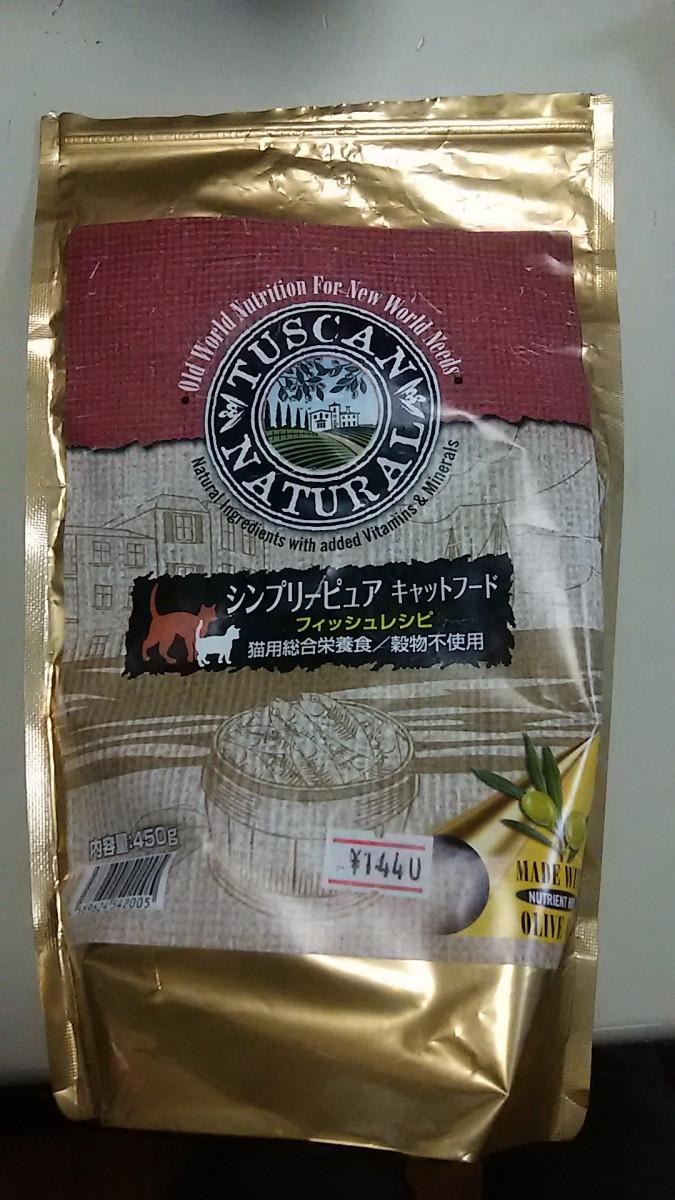 Old World Nutrition For New World Needs
TUSCAN
NATURAL
Natural Ingredients with added Vitamins & Minerals
シンプリーピュア キャットフード
フィッシュレシピ
猫用総合栄養食/穀物不使用
内容量:450g
¥1440
MADE
NUTRIENT
OLIVE